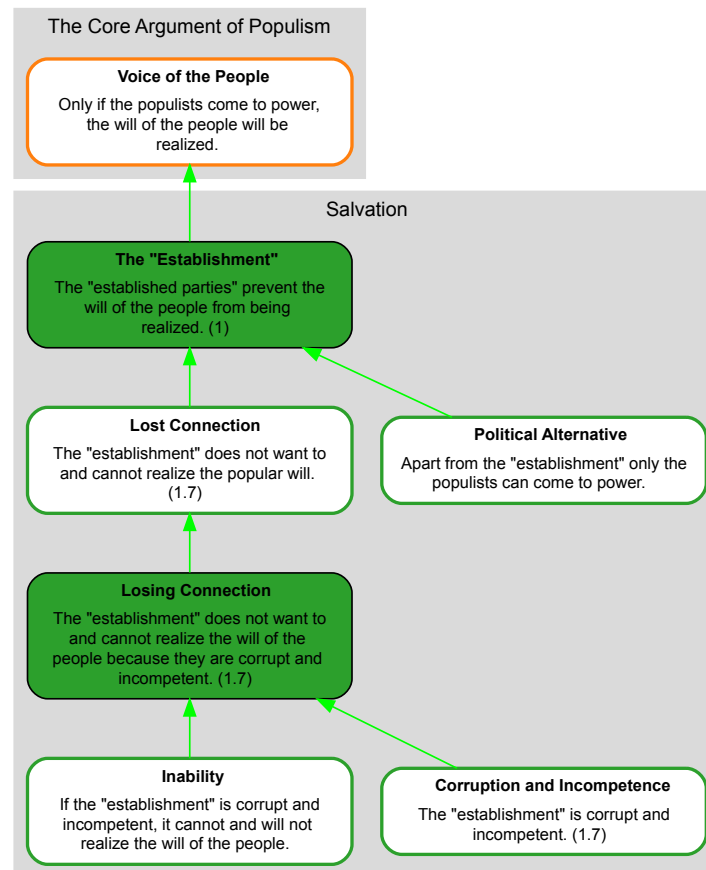 The Core Argument of Populism
Voice of the People
Only if the populists come to power,
the will of the people will be
realized.
Salvation
The "Establishment"
The "established parties" prevent the
will of the people from being
realized. (1)
Lost Connection
The "establishment" does not want to
and cannot realize the popular will.
(1.7)
Political Alternative
Apart from the "establishment" only the
populists can come to power.
Losing Connection
The "establishment" does not want to
and cannot realize the will of the
people because they are corrupt and
incompetent. (1.7)
Inability
If the "establishment" is corrupt and
incompetent, it cannot and will not
realize the will of the people.
Corruption and Incompetence
The "establishment" is corrupt and
incompetent. (1.7)